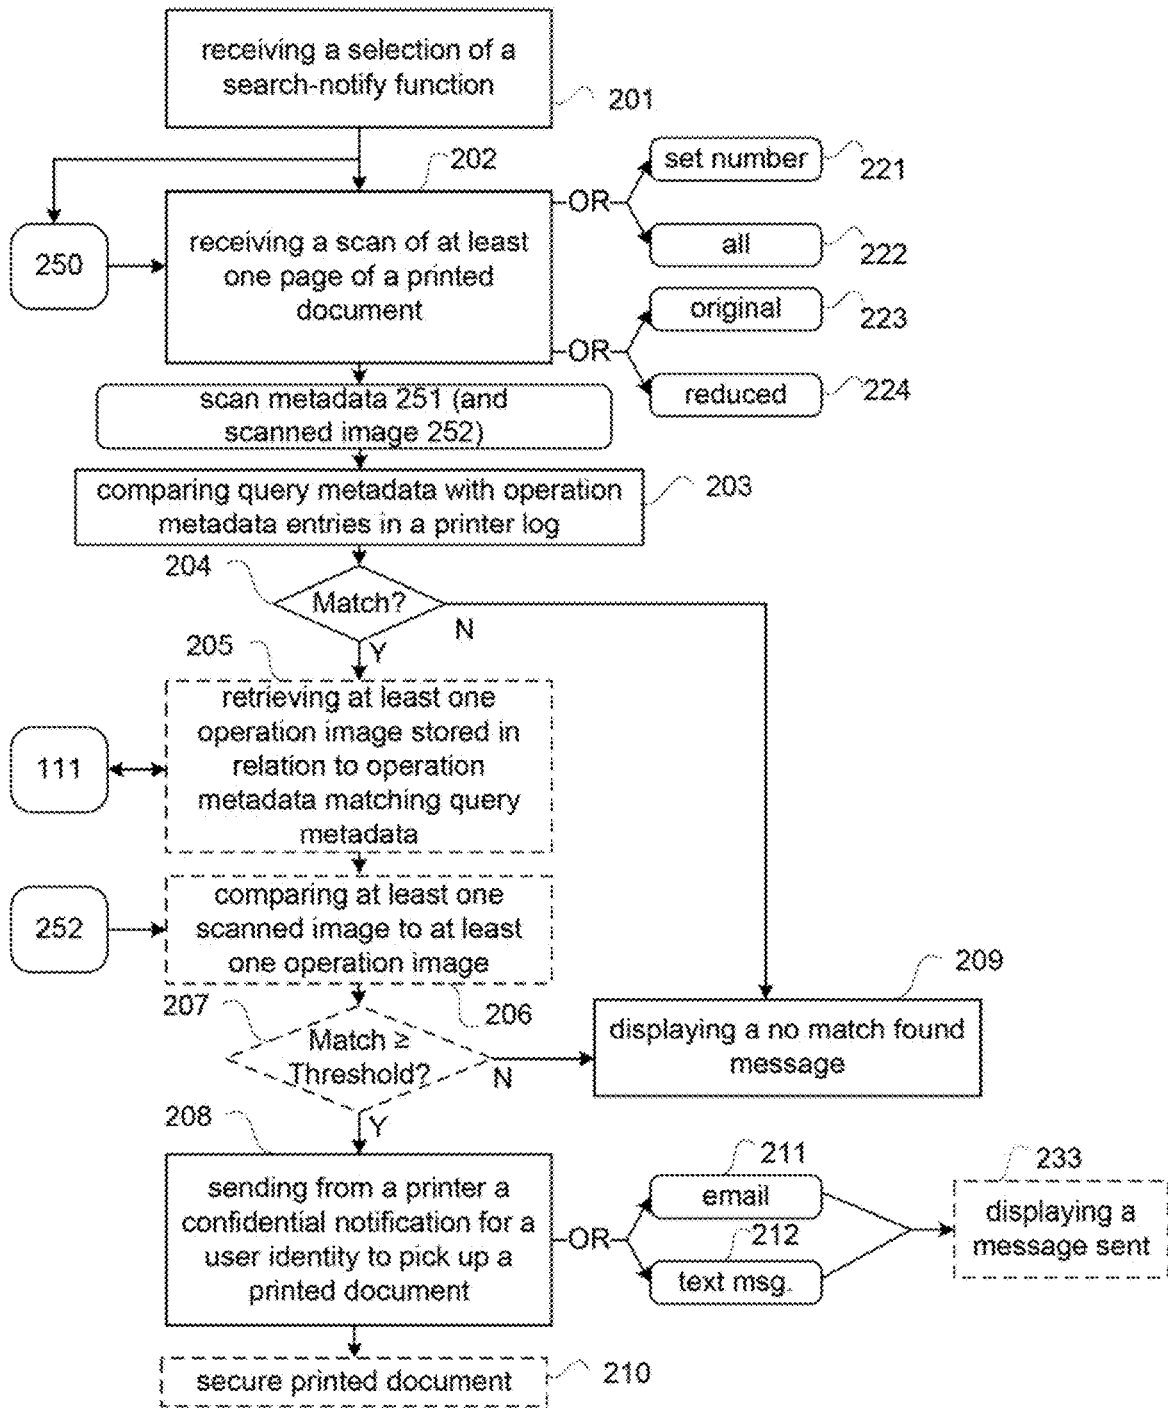 receiving a selection of a
search-notify function
201
202
250
receiving a scan of at least
one page of a printed
document
OR
set number
221
all
222
OR
original
223
reduced
224
scan metadata 251 (and
scanned image 252)
comparing query metadata with operation
metadata entries in a printer log
203
204
Match?
N
Y
205
retrieving at least one
operation image stored in
relation to operation
metadata matching query
metadata
111
252
comparing at least one
scanned image to at least
one operation image
206
207
Match ≥
Threshold?
N
Y
209
displaying a no match found
message
208
sending from a printer a
confidential notification for a
user identity to pick up a
printed document
OR
211
email
212
text msg.
233
displaying a
message sent
secure printed document
210